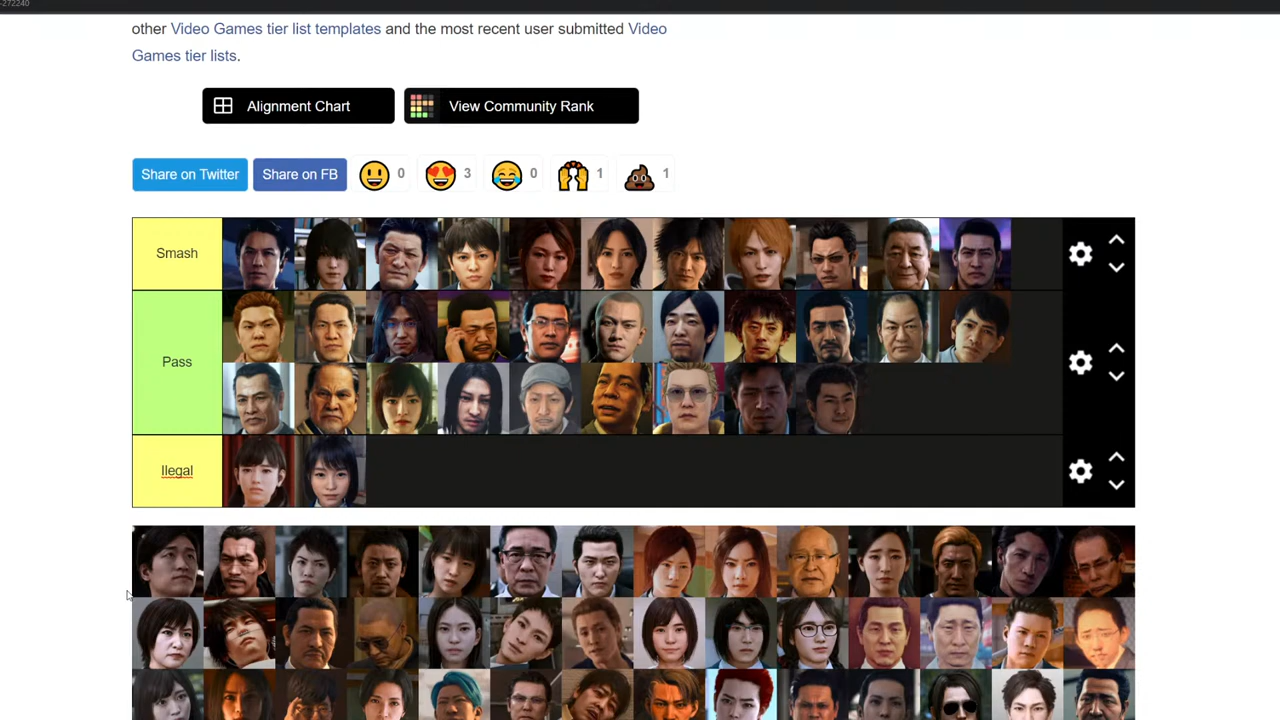 -272240
other Video Games tier list templates and the most recent user submitted Video
Games tier lists.
Alignment Chart
View Community Rank
Share on Twitter
Share on FB
0
3
0
1
1
Smash
Pass
Ilegal